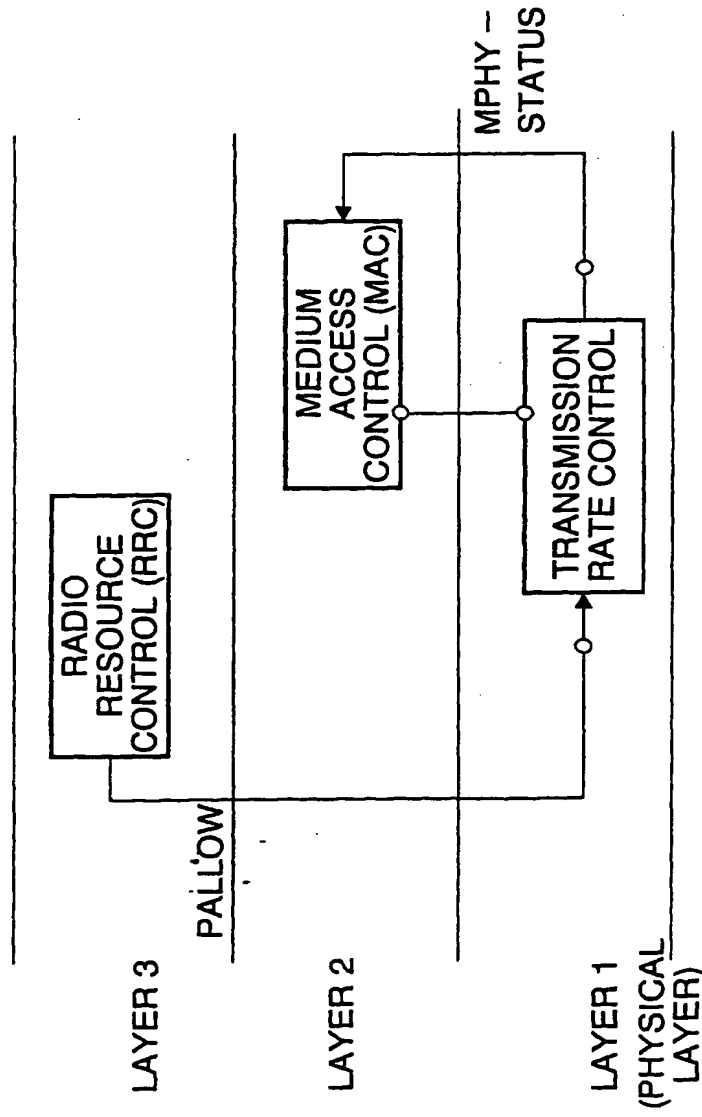 LAYER 3
RADIO
RESOURCE
CONTROL (RRC)
PALLOW
LAYER 2
MEDIUM
ACCESS
CONTROL (MAC)
MPHY –
STATUS
LAYER 1
(PHYSICAL
LAYER)
TRANSMISSION
RATE CONTROL